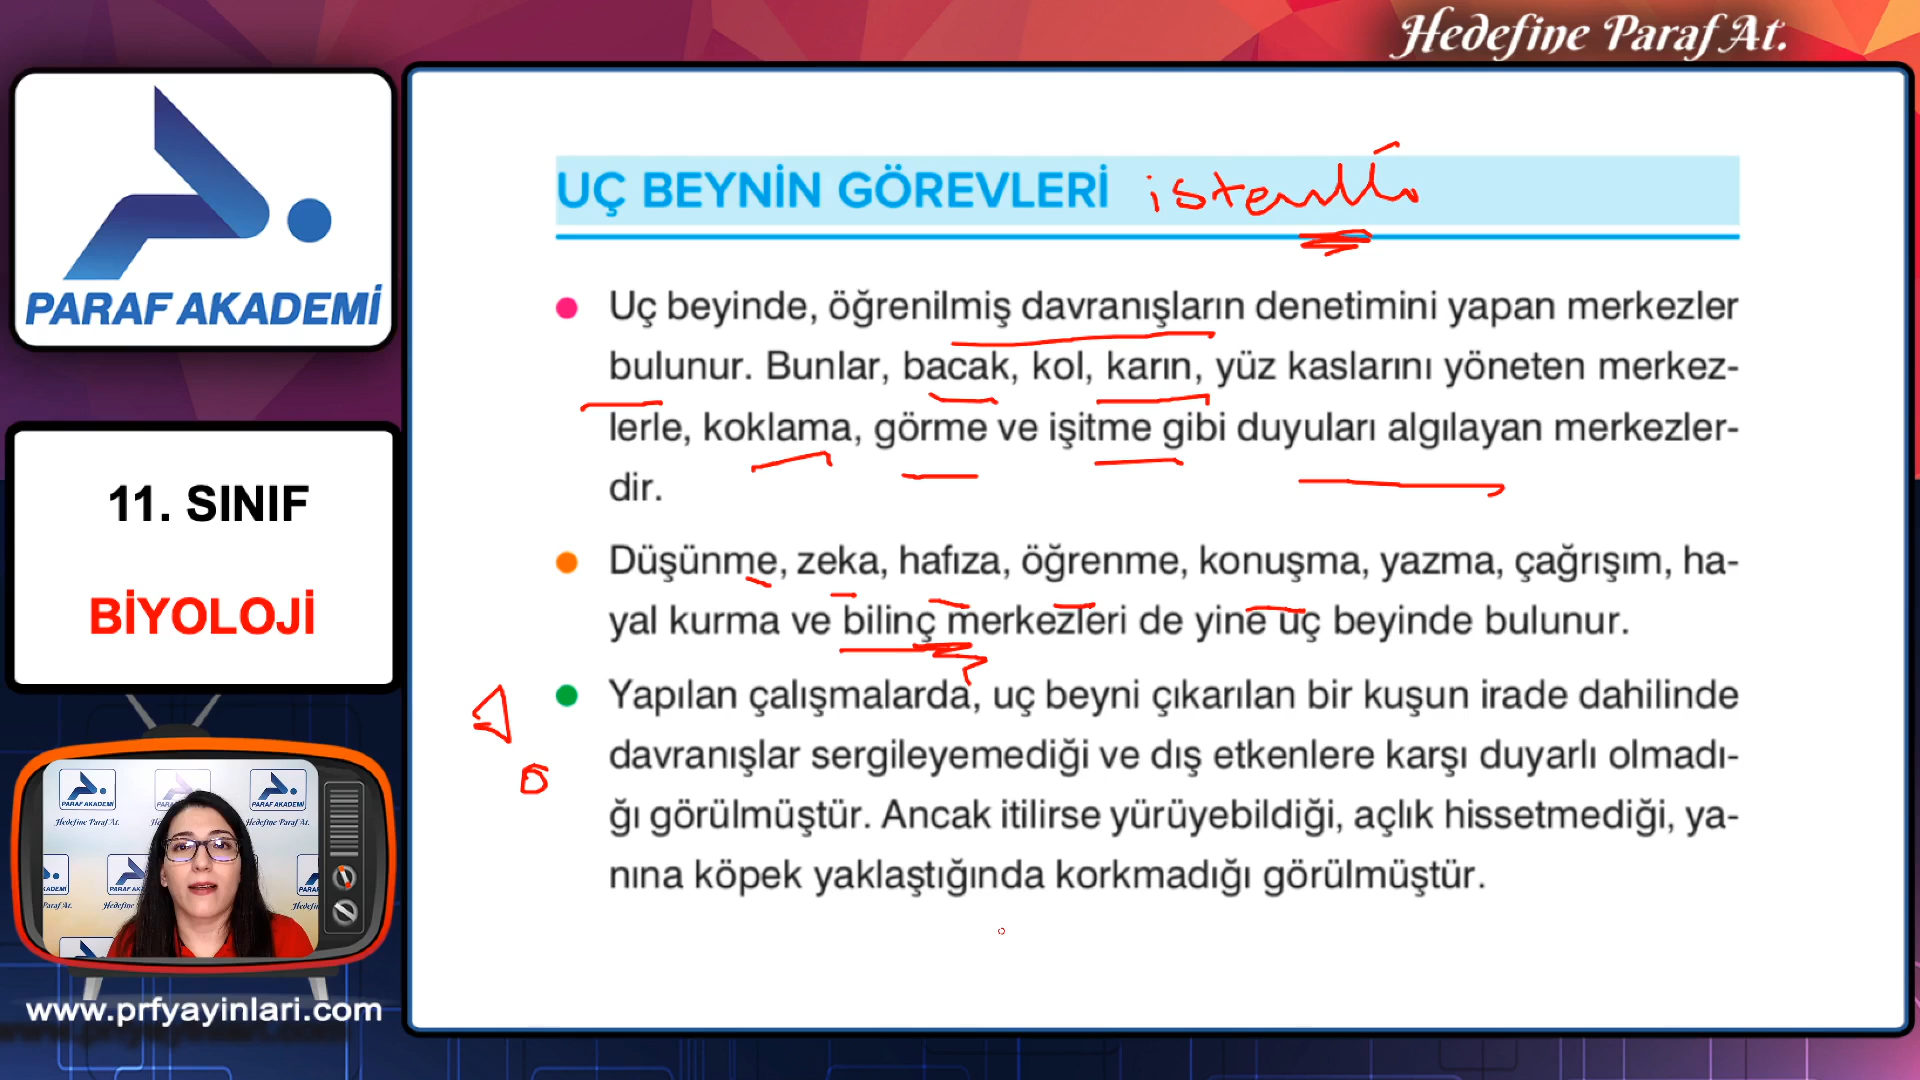 Hedefine Paraf At.
PARAF AKADEMİ
11. SINIF
BİYOLOJİ
www.prfyayinlari.com
UÇ BEYNİN GÖREVLERİ istemli
Uç beyinde, öğrenilmiş davranışların denetimini yapan merkezler
bulunur. Bunlar, bacak, kol, karın, yüz kaslarını yöneten merkez-
lerle, koklama, görme ve işitme gibi duyuları algılayan merkezler-
dir.
Düşünme, zeka, hafıza, öğrenme, konuşma, yazma, çağrışım, ha-
yal kurma ve bilinç merkezleri de yine uç beyinde bulunur.
Yapılan çalışmalarda, uç beyni çıkarılan bir kuşun irade dahilinde
davranışlar sergileyemediği ve dış etkenlere karşı duyarlı olmadı-
ğı görülmüştür. Ancak itilirse yürüyebildiği, açlık hissetmediği, ya-
nına köpek yaklaştığında korkmadığı görülmüştür.